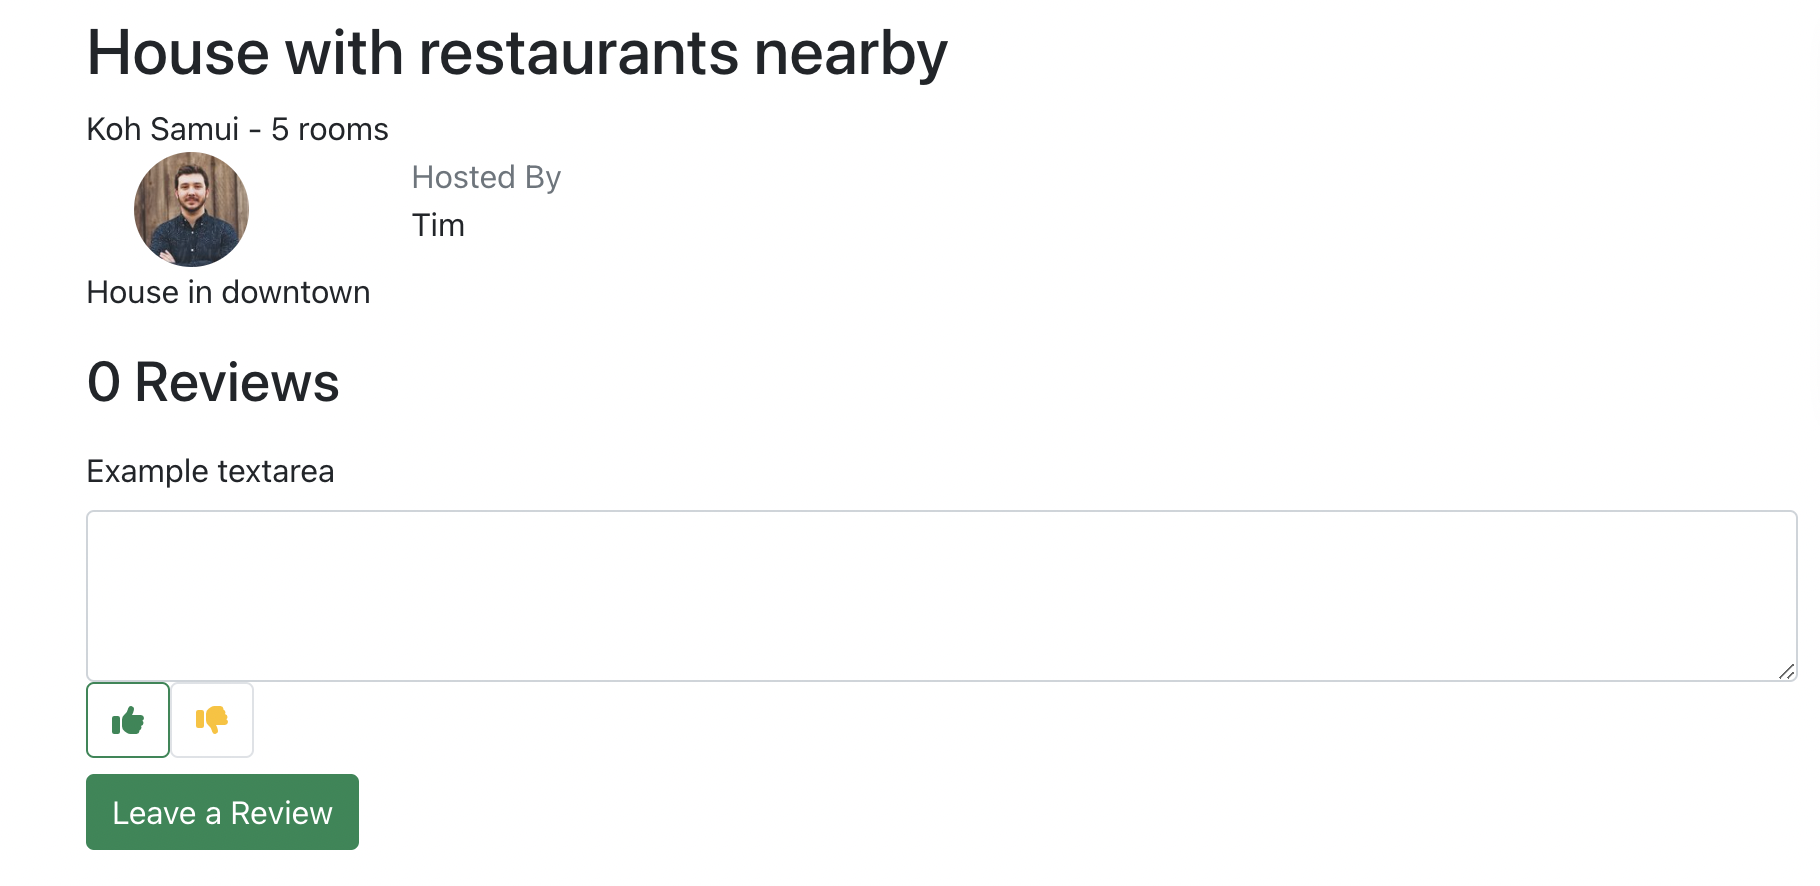 House with restaurants nearby
Koh Samui - 5 rooms
Hosted By
Tim
House in downtown
0 Reviews
Example textarea
Leave a Review